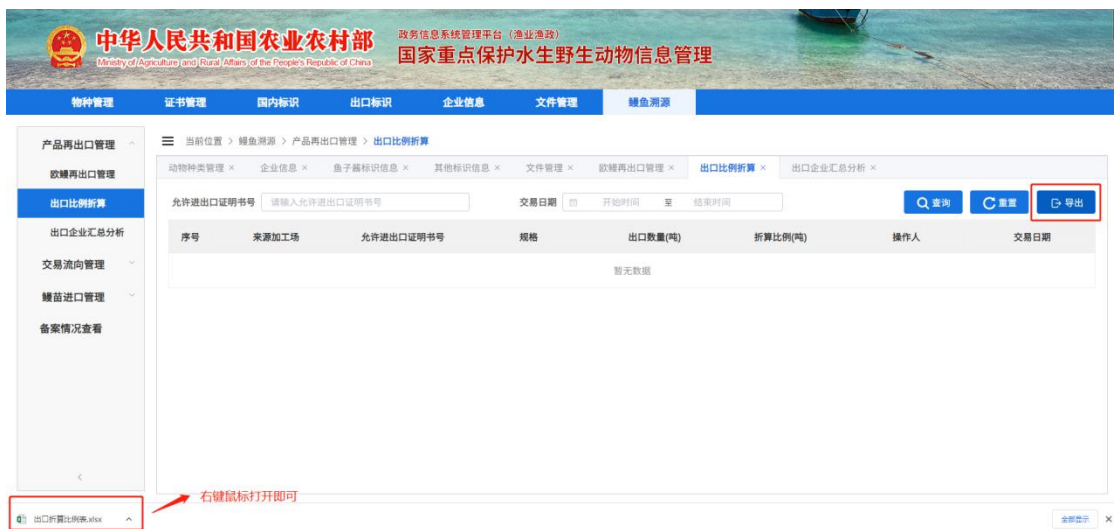 中华人民共和国农业农村部
Ministry of Agriculture and Rural Affairs of the People's Republic of China
政务信息系统管理平台（渔业渔政）
国家重点保护水生野生动物信息管理
物种管理 证书管理 国内标识 出口标识 企业信息 文件管理 鳗鱼溯源
产品再出口管理
欧鳗再出口管理
出口比例折算
出口企业汇总分析
交易流向管理
鳗苗进口管理
备案情况查看
当前位置 > 鳗鱼溯源 > 产品再出口管理 > 出口比例折算
动物种类管理 × 企业信息 × 鱼子酱标识信息 × 其他标识信息 × 文件管理 × 欧鳗再出口管理 × 出口比例折算 × 出口企业汇总分析 ×
允许进出口证明书号 请输入允许进出口证明书号 交易日期 开始时间 至 结束时间 查询 重置 导出
序号 来源加工场 允许进出口证明书号 规格 出口数量(吨) 折算比例(吨) 操作人 交易日期
暂无数据
右键鼠标打开即可
出口折算比例表.xlsx
全部显示 ×